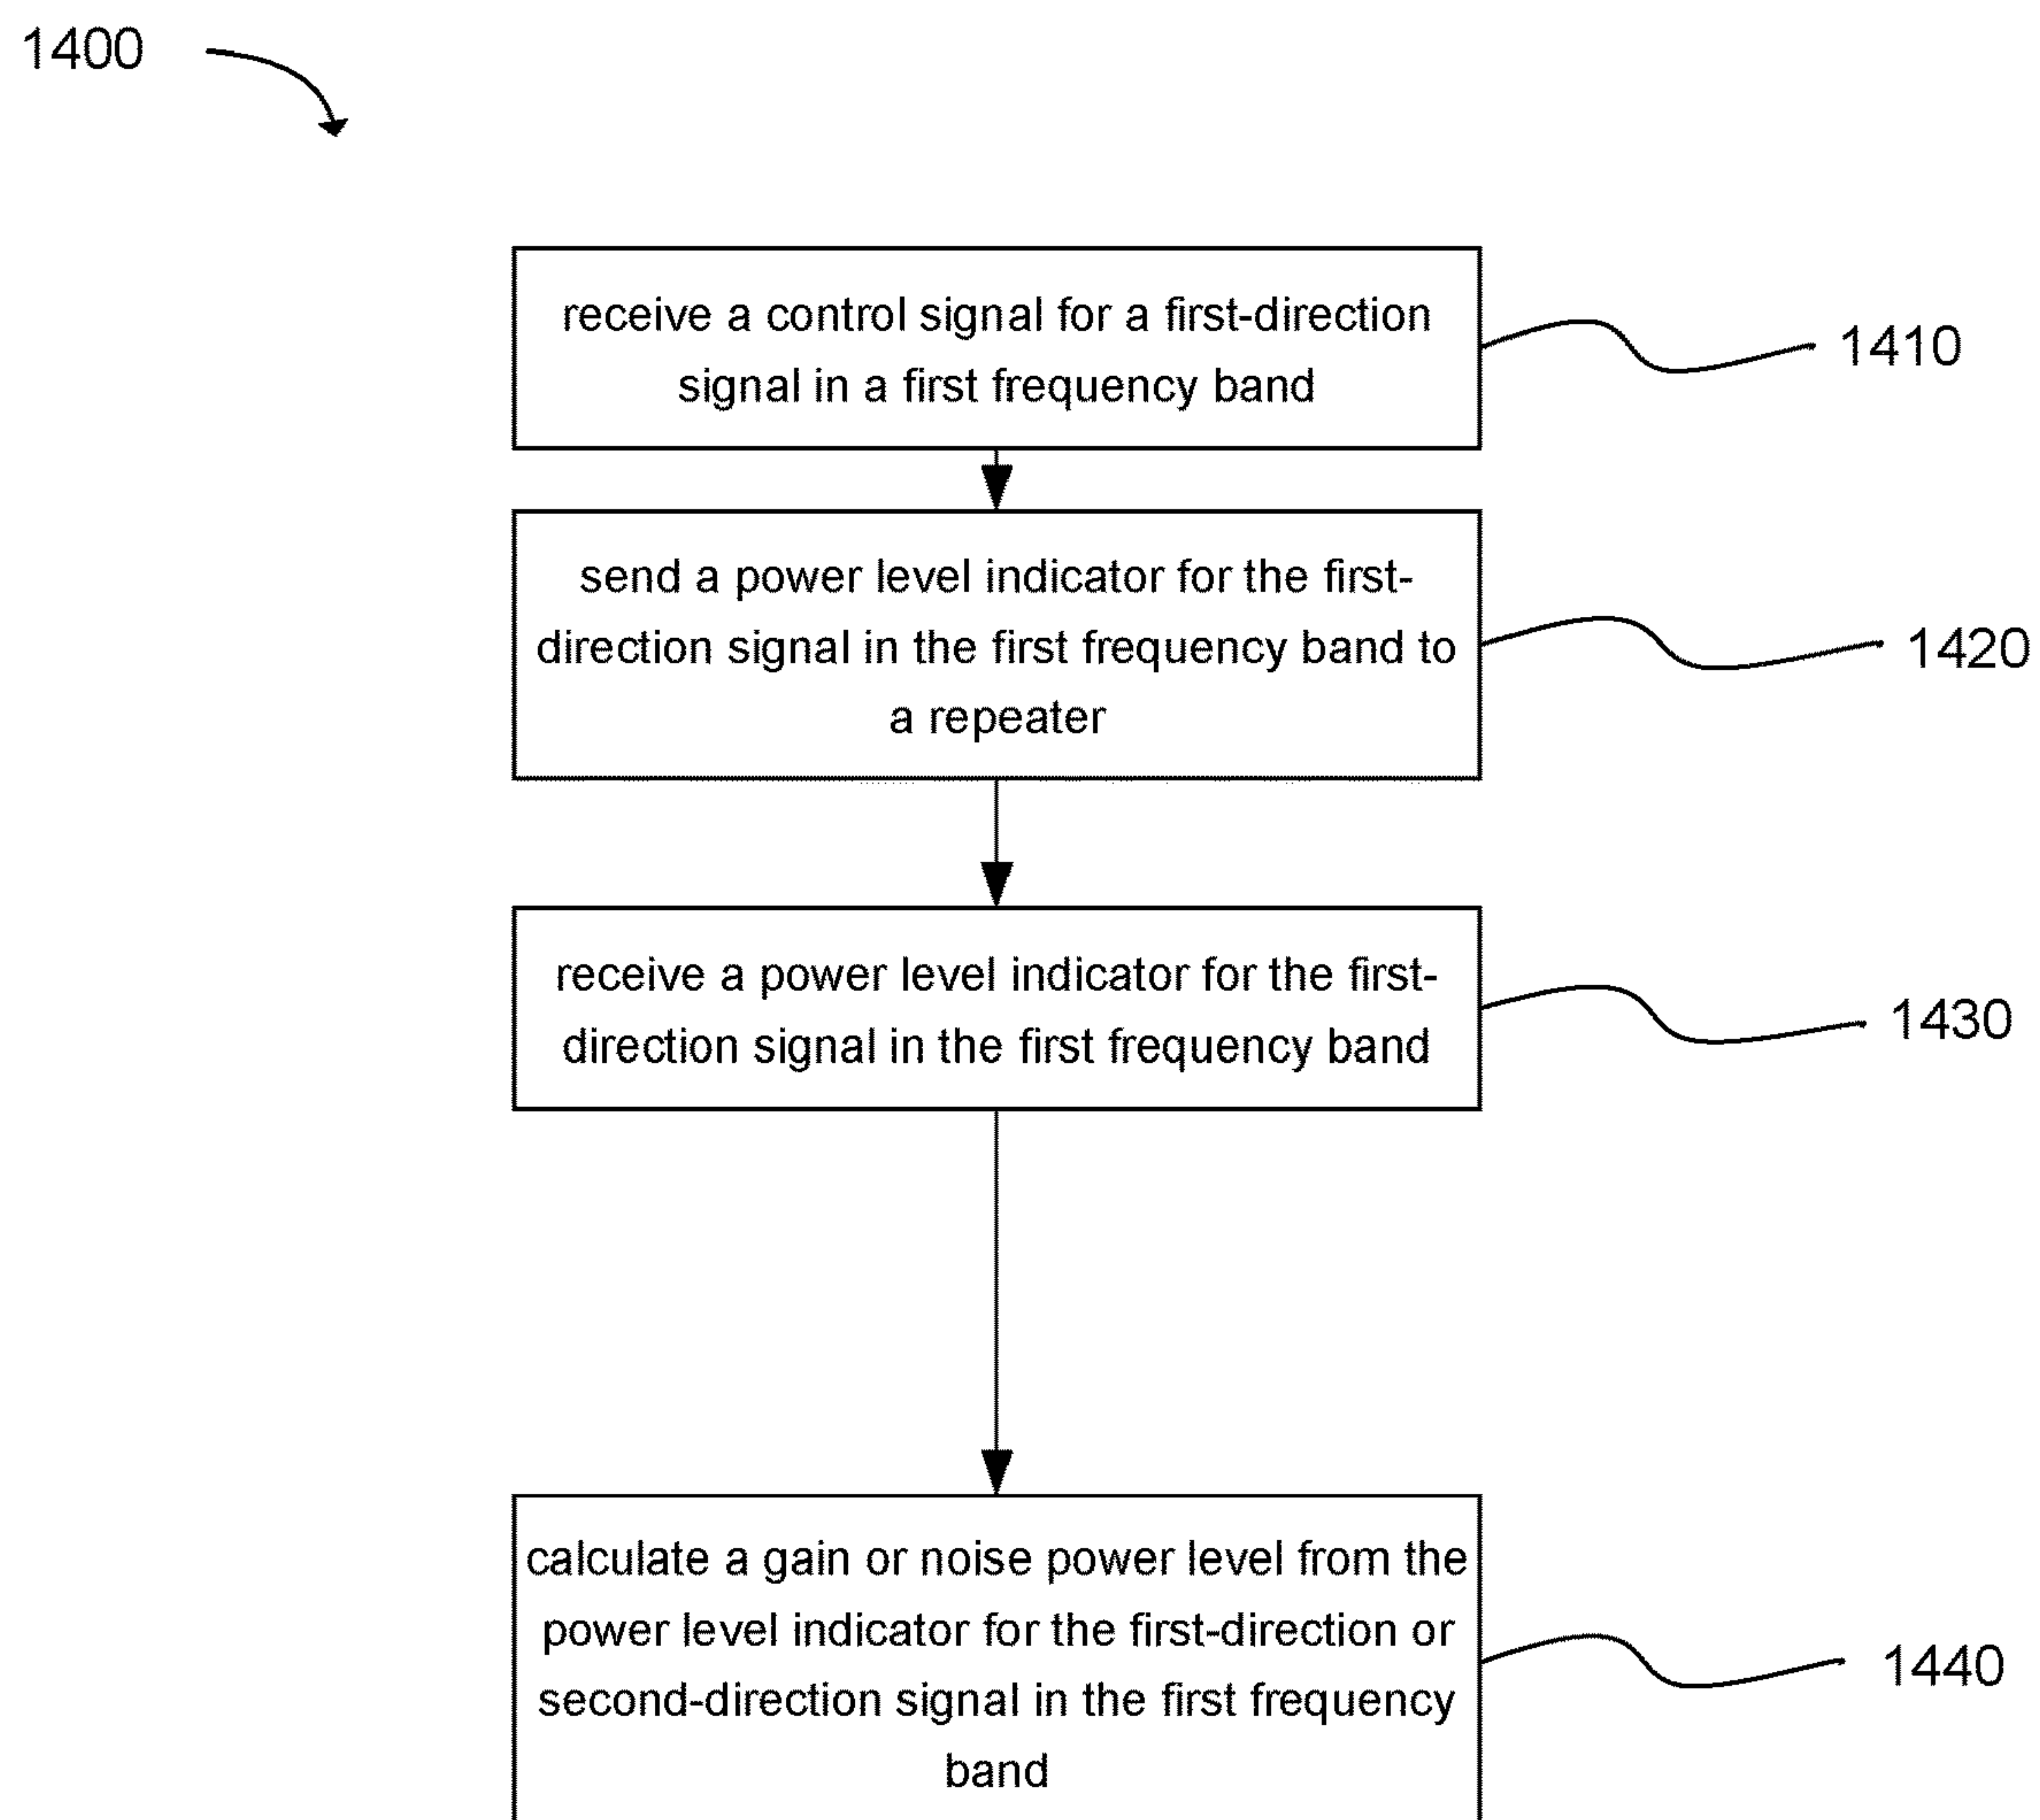 1400
receive a control signal for a first-direction
signal in a first frequency band
1410
send a power level indicator for the first-
direction signal in the first frequency band to
a repeater
1420
receive a power level indicator for the first-
direction signal in the first frequency band
1430
calculate a gain or noise power level from the
power level indicator for the first-direction or
second-direction signal in the first frequency
band
1440